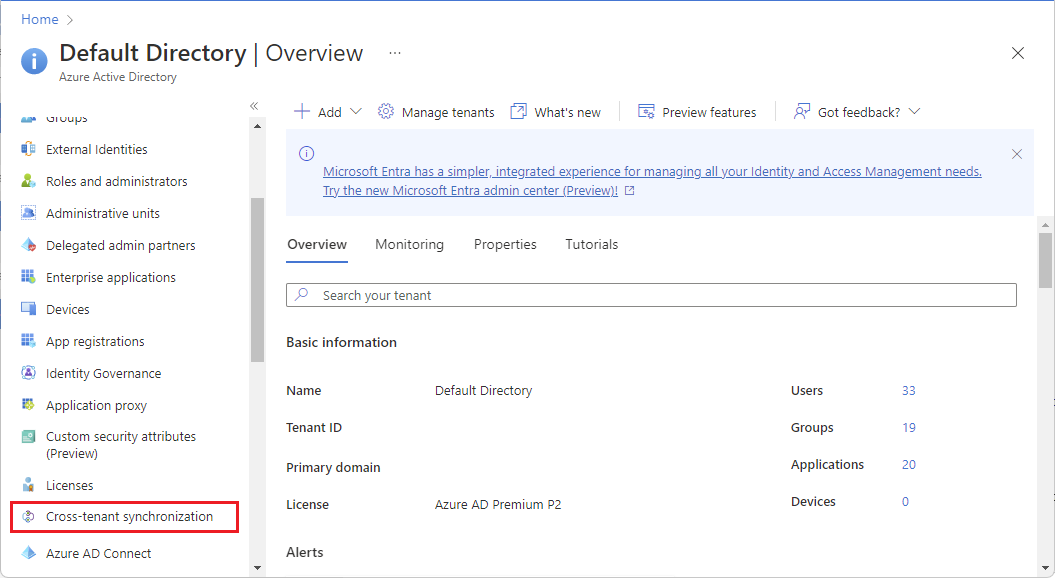 Home
Default Directory | Overview ...
Azure Active Directory
Groups
External Identities
Roles and administrators
Administrative units
Delegated admin partners
Enterprise applications
Devices
App registrations
Identity Governance
Application proxy
Custom security attributes
(Preview)
Licenses
Cross-tenant synchronization
Azure AD Connect
Add Manage tenants What's new Preview features Got feedback?
Microsoft Entra has a simpler, integrated experience for managing all your Identity and Access Management needs.
Try the new Microsoft Entra admin center (Preview)!
Overview Monitoring Properties Tutorials
Search your tenant
Basic information
Name Default Directory Users 33
Tenant ID Groups 19
Primary domain Applications 20
License Azure AD Premium P2 Devices 0
Alerts